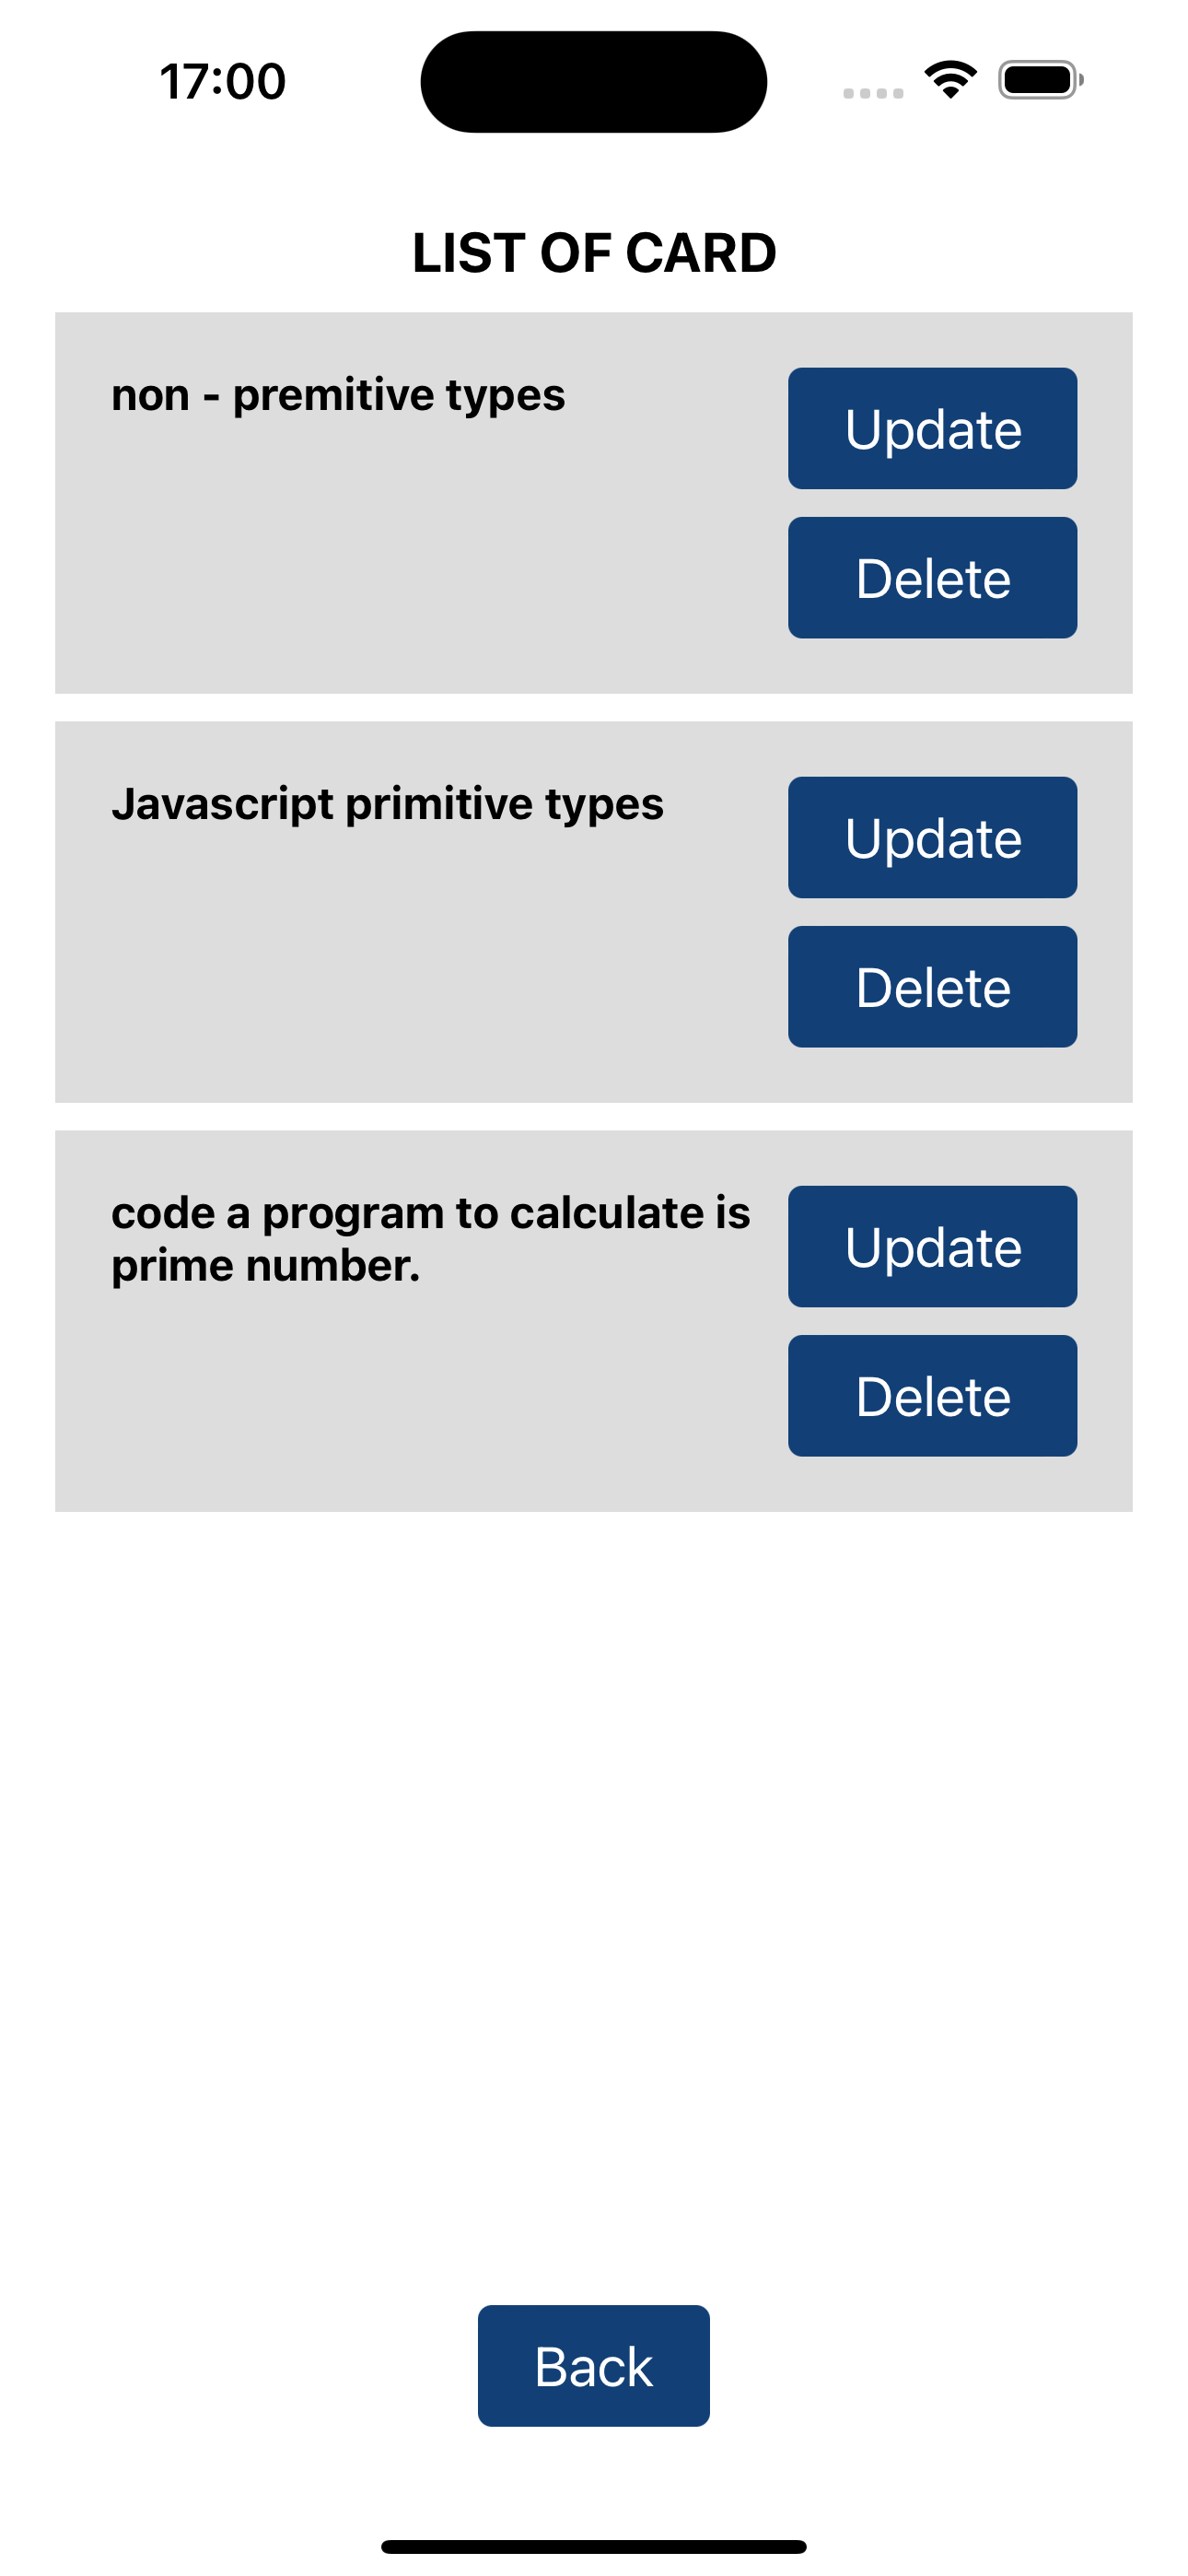 17:00
LIST OF CARD
non - premitive types
Update
Delete
Javascript primitive types
Update
Delete
code a program to calculate is
prime number.
Update
Delete
Back